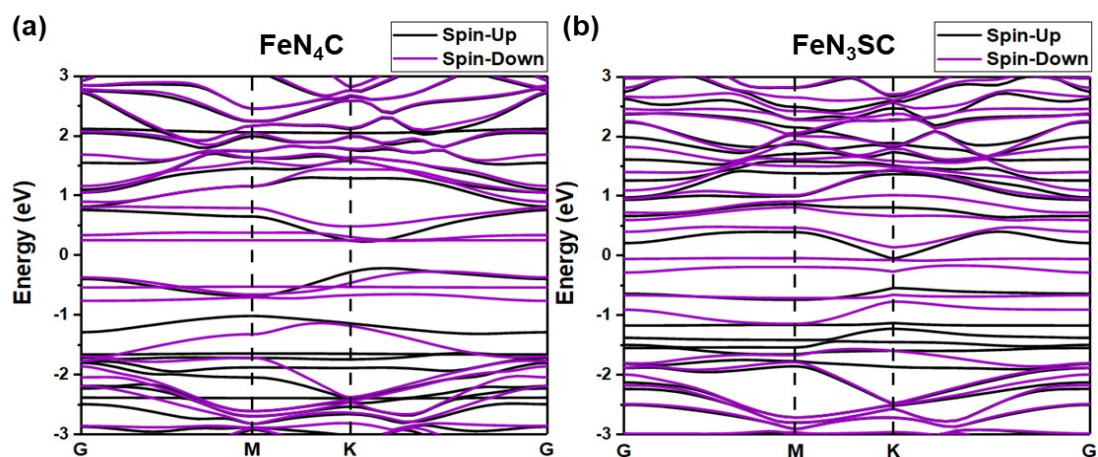 (a)
FeN₄C
Spin-Up
Spin-Down
Energy (eV)
3
2
1
0
-1
-2
-3
G M K G
(b)
FeN₃SC
Spin-Up
Spin-Down
Energy (eV)
3
2
1
0
-1
-2
-3
G M K G